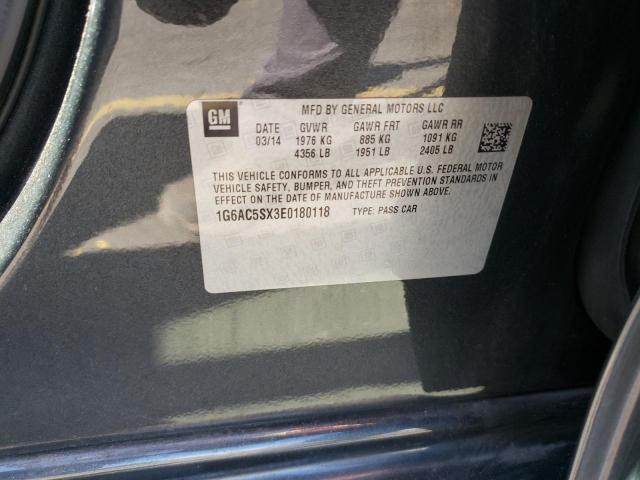 GM
MFD BY GENERAL MOTORS LLC
DATE GVWR GAWR FRT GAWR RR
03/14 1976 KG 885 KG 1091 KG
4356 LB 1951 LB 2405 LB
THIS VEHICLE CONFORMS TO ALL APPLICABLE U.S. FEDERAL MOTOR
VEHICLE SAFETY, BUMPER, AND THEFT PREVENTION STANDARDS
IN EFFECT ON THE DATE OF MANUFACTURE SHOWN ABOVE.
1G6AC5SX3E0180118 TYPE: PASS CAR